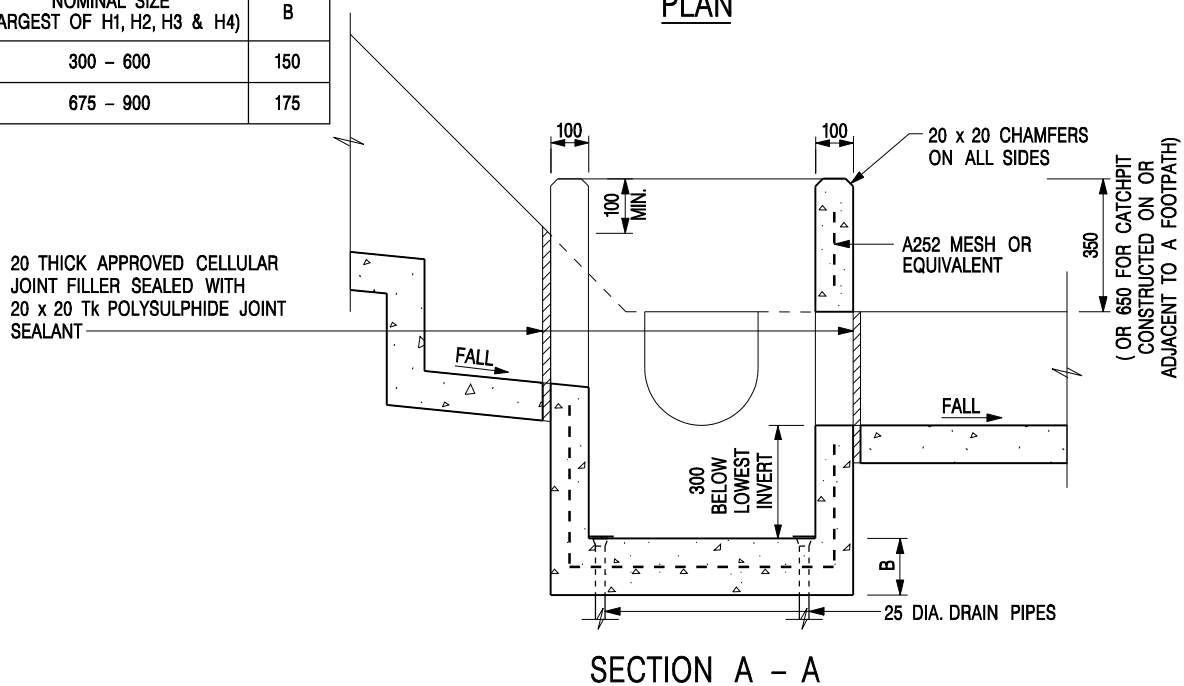 NOMINAL SIZE
ARGEST OF H1, H2, H3 & H4)
B
300 – 600
150
675 – 900
175
PLAN
100
100
20 x 20 CHAMFERS
ON ALL SIDES
100
MIN.
A252 MESH OR
EQUIVALENT
350
( OR 650 FOR CATCHPIT
CONSTRUCTED ON OR
ADJACENT TO A FOOTPATH)
20 THICK APPROVED CELLULAR
JOINT FILLER SEALED WITH
20 x 20 Tk POLYSULPHIDE JOINT
SEALANT
FALL
FALL
300
BELOW
LOWEST
INVERT
B
25 DIA. DRAIN PIPES
SECTION A – A